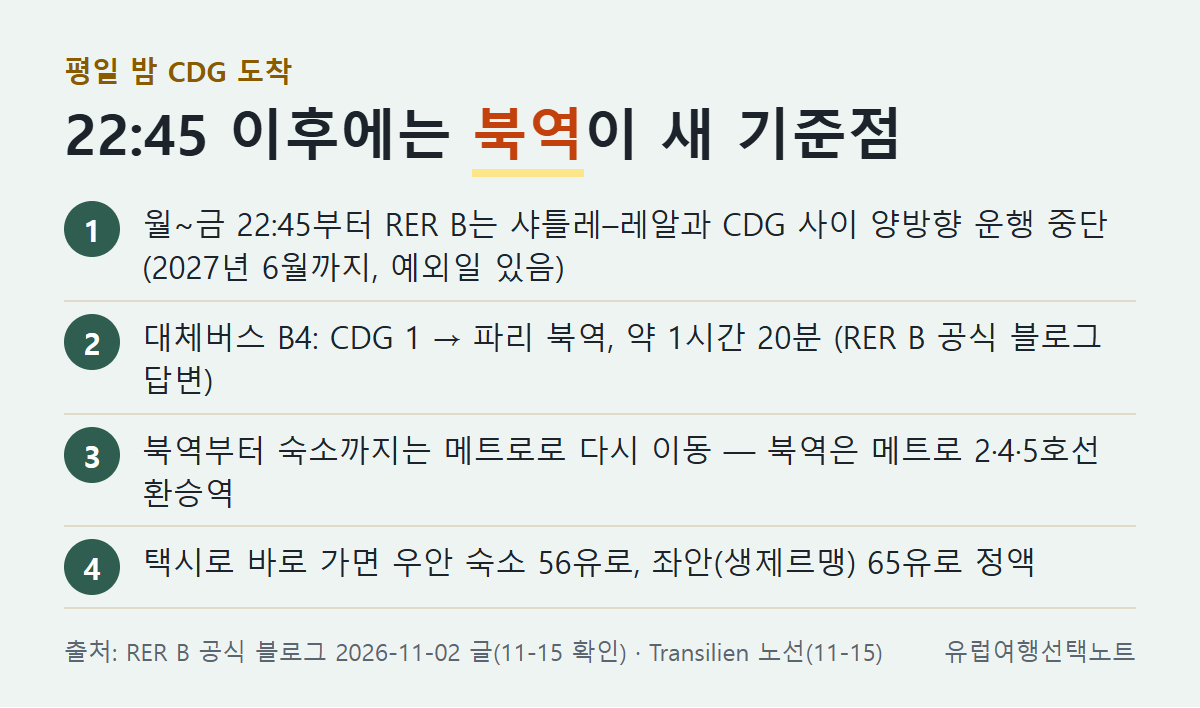 평일 밤 CDG 도착
22:45 이후에는 북역이 새 기준점
1 월~금 22:45부터 RER B는 샤틀레–레알과 CDG 사이 양방향 운행 중단
(2027년 6월까지, 예외일 있음)
2 대체버스 B4: CDG 1 → 파리 북역, 약 1시간 20분 (RER B 공식 블로그
답변)
3 북역부터 숙소까지는 메트로로 다시 이동 — 북역은 메트로 2·4·5호선
환승역
4 택시로 바로 가면 우안 숙소 56유로, 좌안(생제르맹) 65유로 정액
출처: RER B 공식 블로그 2026-11-02 글(11-15 확인) · Transilien 노선(11-15) 유럽여행선택노트